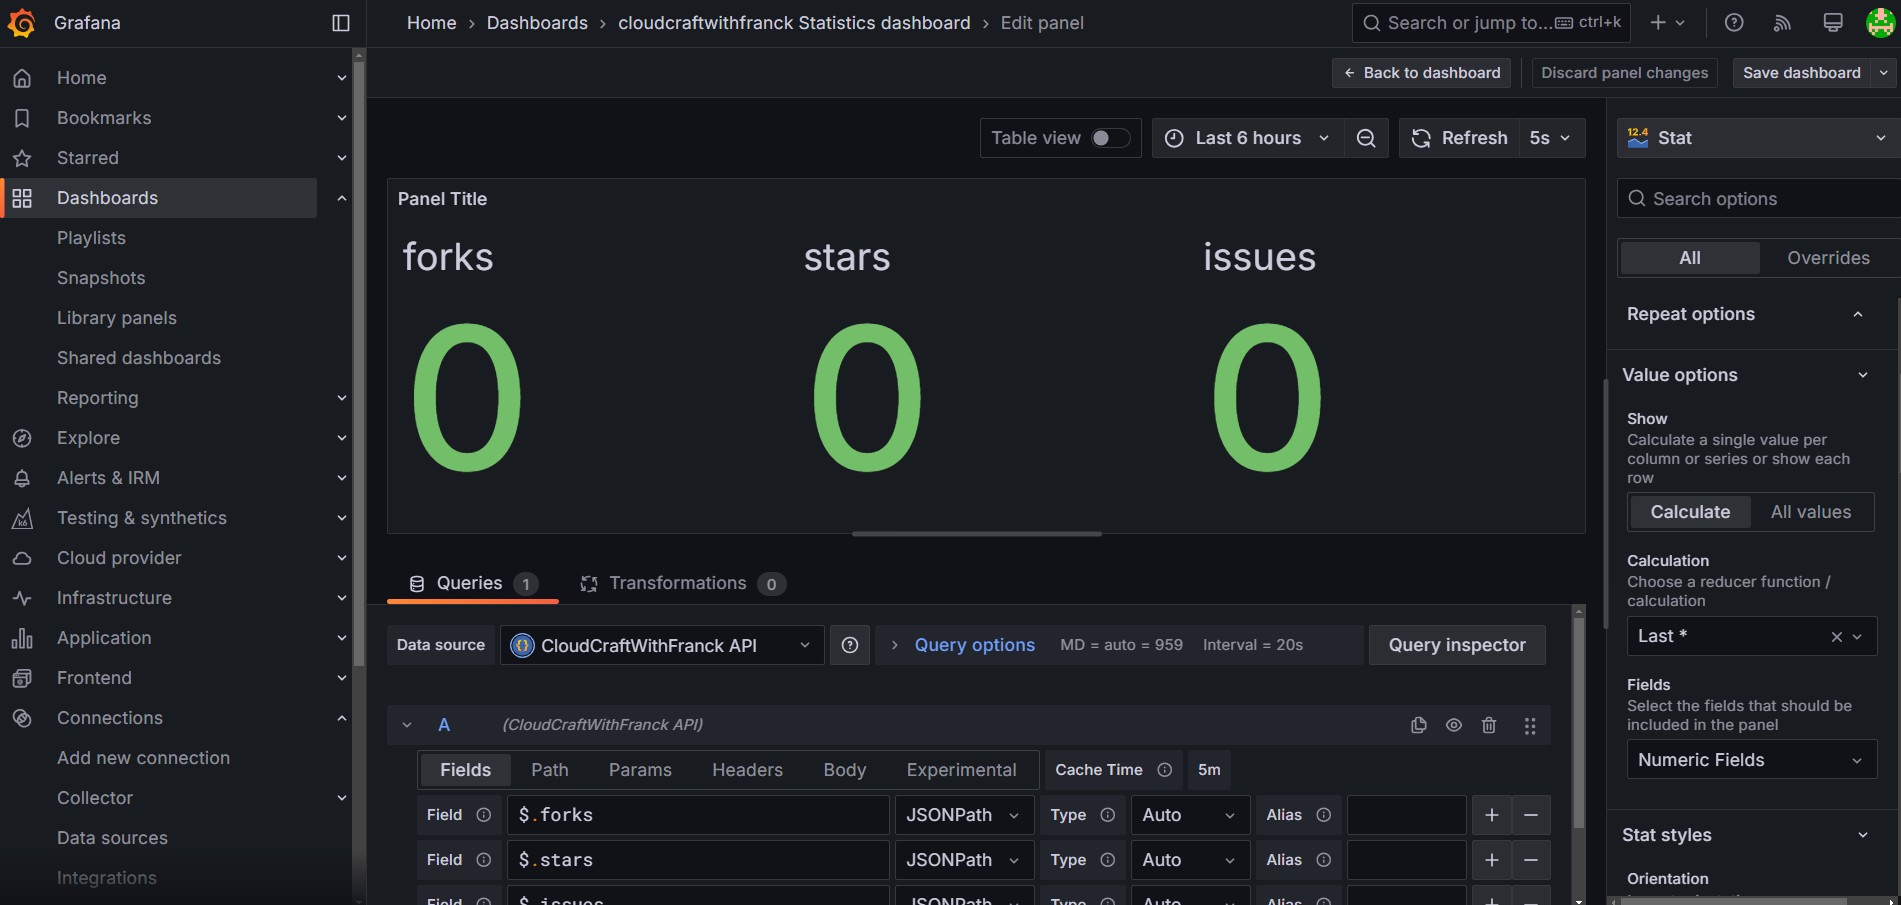 Grafana
Home › Dashboards › cloudcraftwithfranck Statistics dashboard › Edit panel
Search or jump to... ctrl+k
Back to dashboard
Discard panel changes
Save dashboard
Home
Bookmarks
Starred
Dashboards
Playlists
Snapshots
Library panels
Shared dashboards
Reporting
Explore
Alerts & IRM
Testing & synthetics
Cloud provider
Infrastructure
Application
Frontend
Connections
Add new connection
Collector
Data sources
Integrations
Table view
Last 6 hours
Refresh
5s
Panel Title
forks stars issues
0 0 0
Queries 1
Transformations 0
Data source
CloudCraftWithFranck API
Query options MD = auto = 959 Interval = 20s
Query inspector
A (CloudCraftWithFranck API)
Fields Path Params Headers Body Experimental Cache Time 5m
Field $.forks JSONPath Type Auto Alias
Field $.stars JSONPath Type Auto Alias
Field $.issues JSONPath Type Auto Alias
12.4 Stat
Search options
All Overrides
Repeat options
Value options
Show
Calculate a single value per
column or series or show each
row
Calculate All values
Calculation
Choose a reducer function /
calculation
Last *
Fields
Select the fields that should be
included in the panel
Numeric Fields
Stat styles
Orientation